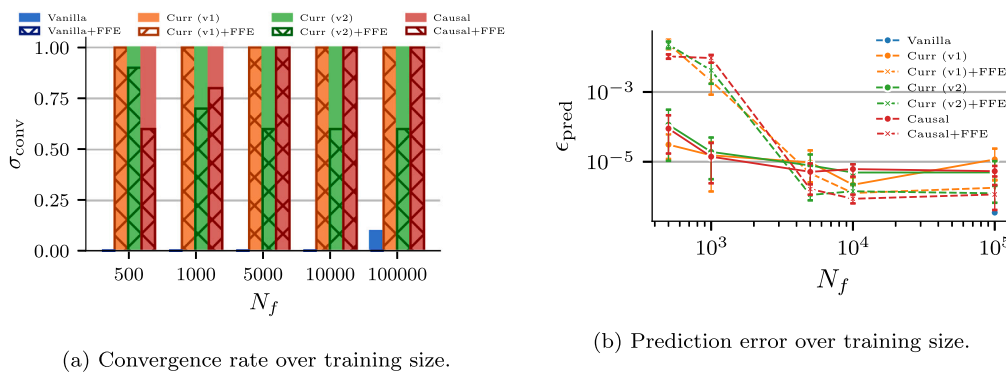 Vanilla Curr (v1) Curr (v2) Causal
Vanilla+FFE Curr (v1)+FFE Curr (v2)+FFE Causal+FFE
1.00
0.75
0.50
0.25
0.00
σconv
500 1000 5000 10000 100000
Nf
(a) Convergence rate over training size.
Vanilla
Curr (v1)
Curr (v1)+FFE
Curr (v2)
Curr (v2)+FFE
Causal
Causal+FFE
10−3
10−5
ϵpred
10³ 10⁴ 10⁵
Nf
(b) Prediction error over training size.